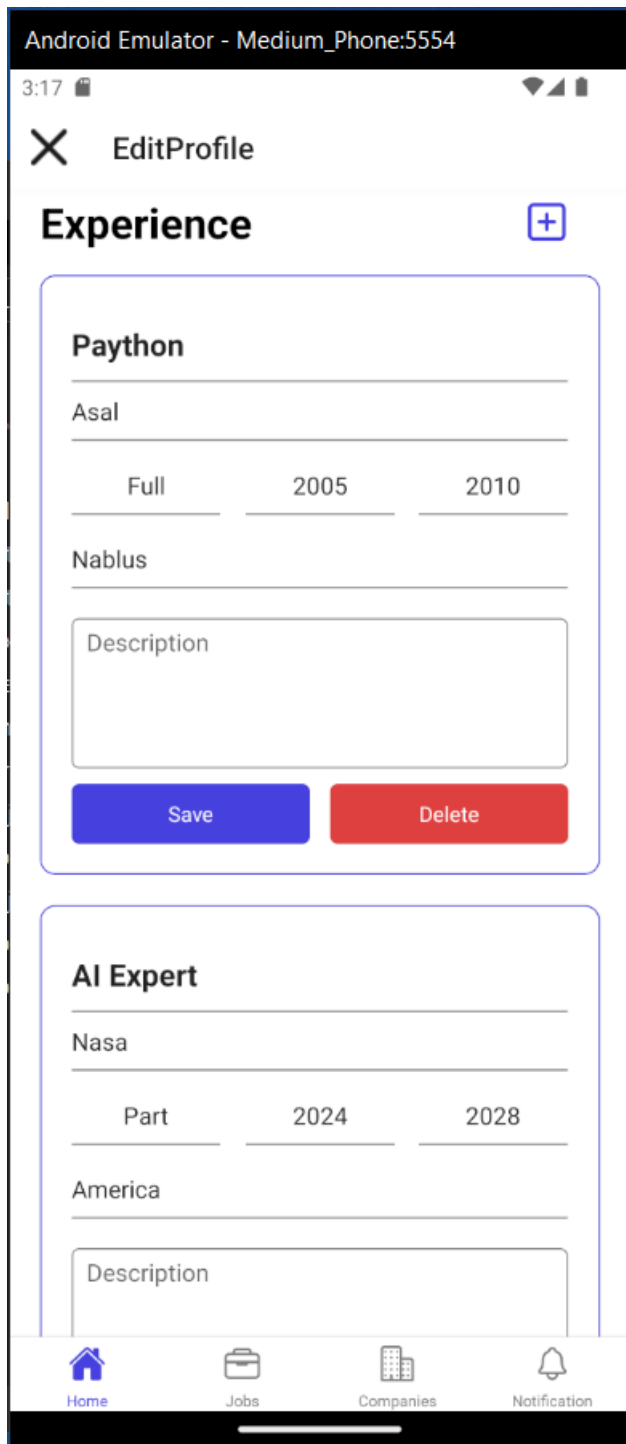 Android Emulator - Medium_Phone:5554
3:17
EditProfile
Experience
Paython
Asal
Full 2005 2010
Nablus
Description
Save Delete
AI Expert
Nasa
Part 2024 2028
America
Description
Home Jobs Companies Notification